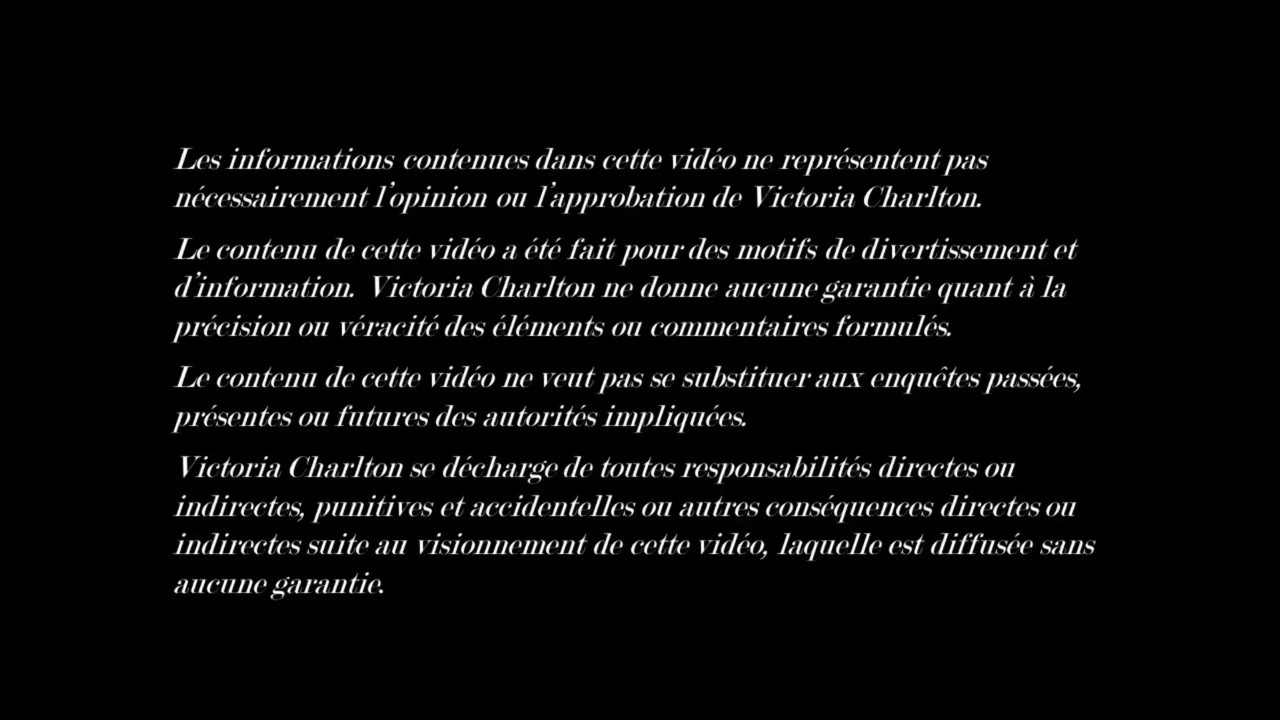 Les informations contenues dans cette vidéo ne représentent pas
nécessairement l'opinion ou l'approbation de Victoria Charlton.
Le contenu de cette vidéo a été fait pour des motifs de divertissement et
d'information. Victoria Charlton ne donne aucune garantie quant à la
précision ou véracité des éléments ou commentaires formulés.
Le contenu de cette vidéo ne veut pas se substituer aux enquêtes passées,
présentes ou futures des autorités impliquées.
Victoria Charlton se décharge de toutes responsabilités directes ou
indirectes, punitives et accidentelles ou autres conséquences directes ou
indirectes suite au visionnement de cette vidéo, laquelle est diffusée sans
aucune garantie.